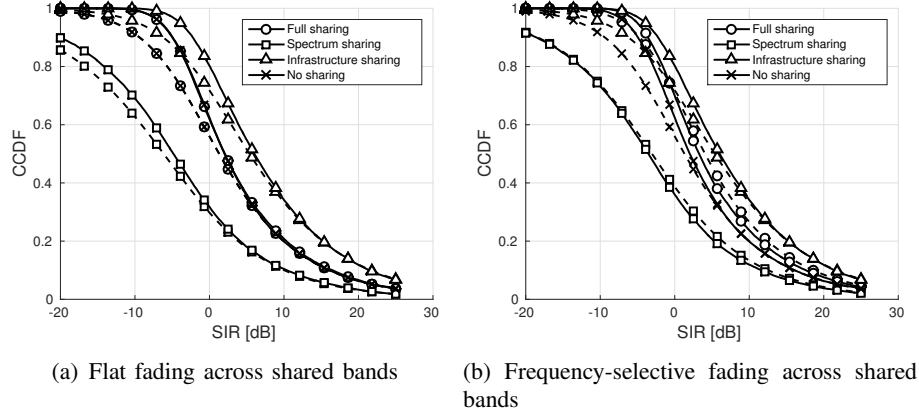 1
0.8
0.6
0.4
0.2
0
CCDF
-20 -10 0 10 20 30
SIR [dB]
Full sharing
Spectrum sharing
Infrastructure sharing
No sharing
(a) Flat fading across shared bands
1
0.8
0.6
0.4
0.2
0
CCDF
-20 -10 0 10 20 30
SIR [dB]
Full sharing
Spectrum sharing
Infrastructure sharing
No sharing
(b) Frequency-selective fading across shared
bands